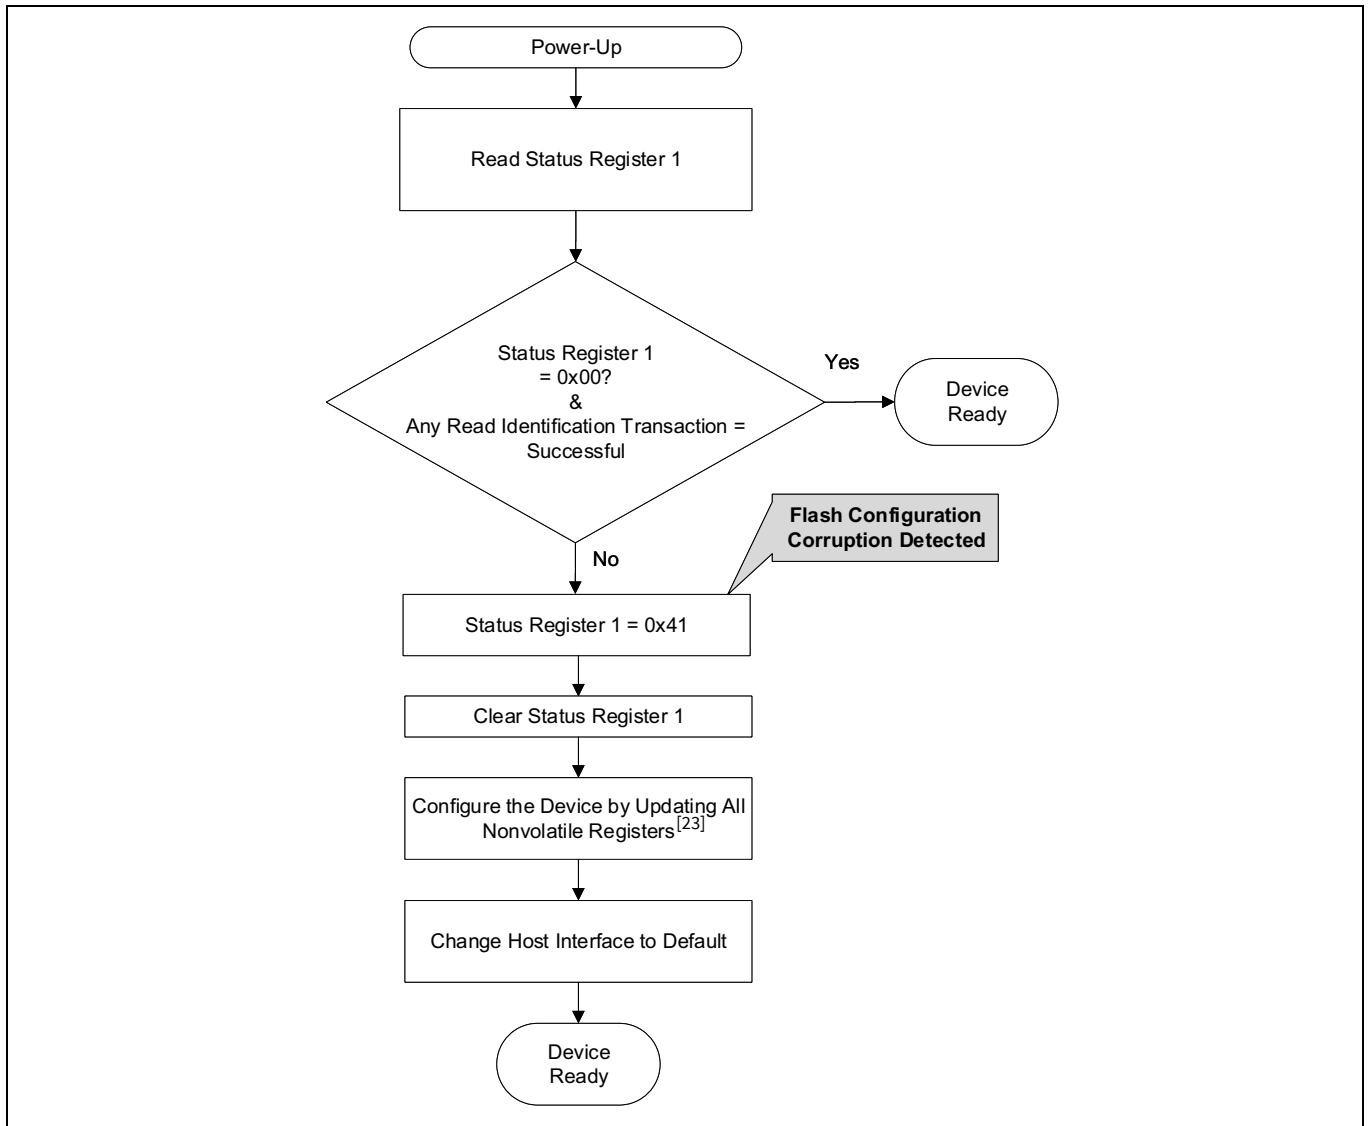 Power-Up
Read Status Register 1
Status Register 1
= 0x00?
&
Any Read Identification Transaction =
Successful
Yes
Device
Ready
Flash Configuration
Corruption Detected
No
Status Register 1 = 0x41
Clear Status Register 1
Configure the Device by Updating All
Nonvolatile Registers[23]
Change Host Interface to Default
Device
Ready